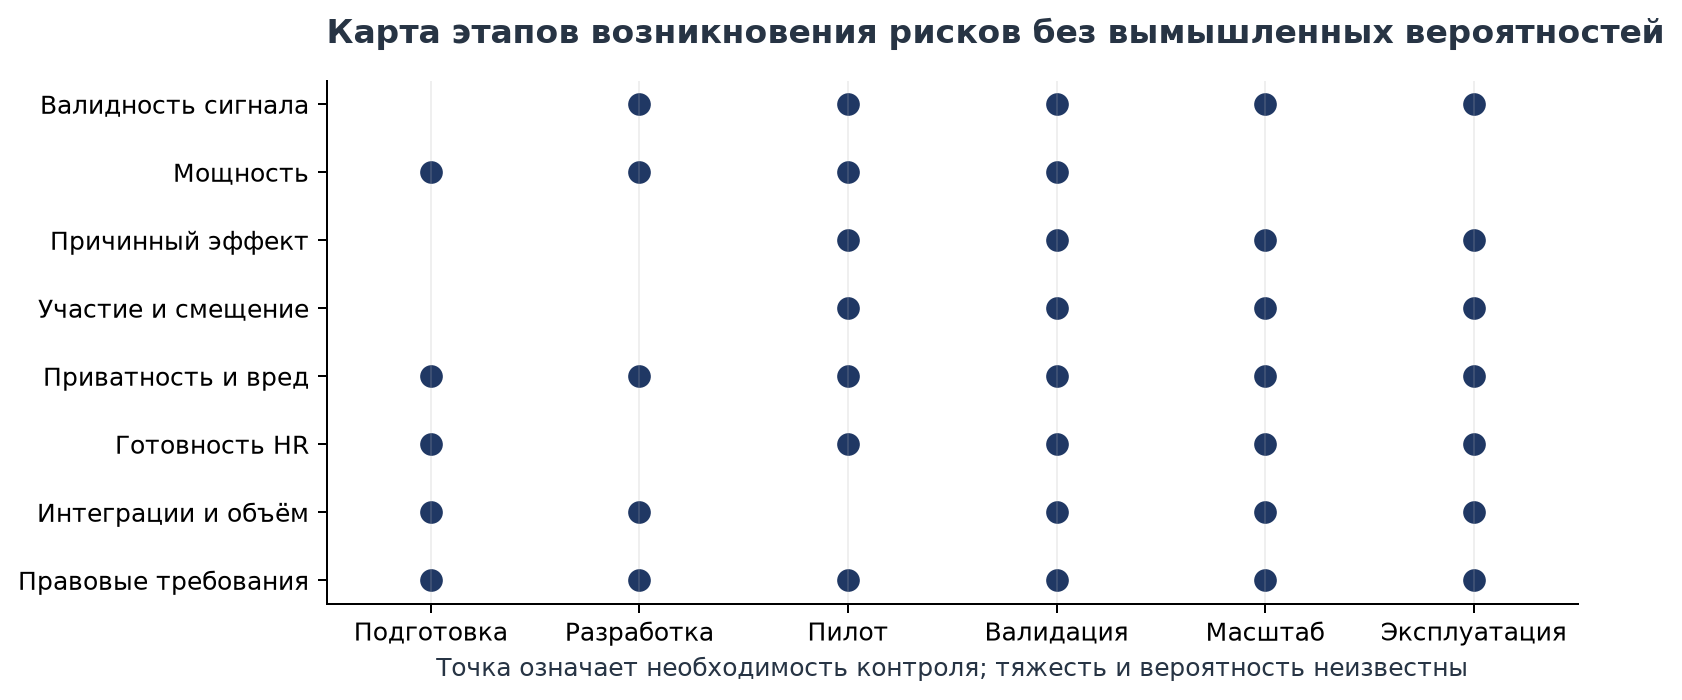 Карта этапов возникновения рисков без вымышленных вероятностей
Валидность сигнала
Мощность
Причинный эффект
Участие и смещение
Приватность и вред
Готовность HR
Интеграции и объём
Правовые требования
Подготовка Разработка Пилот Валидация Масштаб Эксплуатация
Точка означает необходимость контроля; тяжесть и вероятность неизвестны